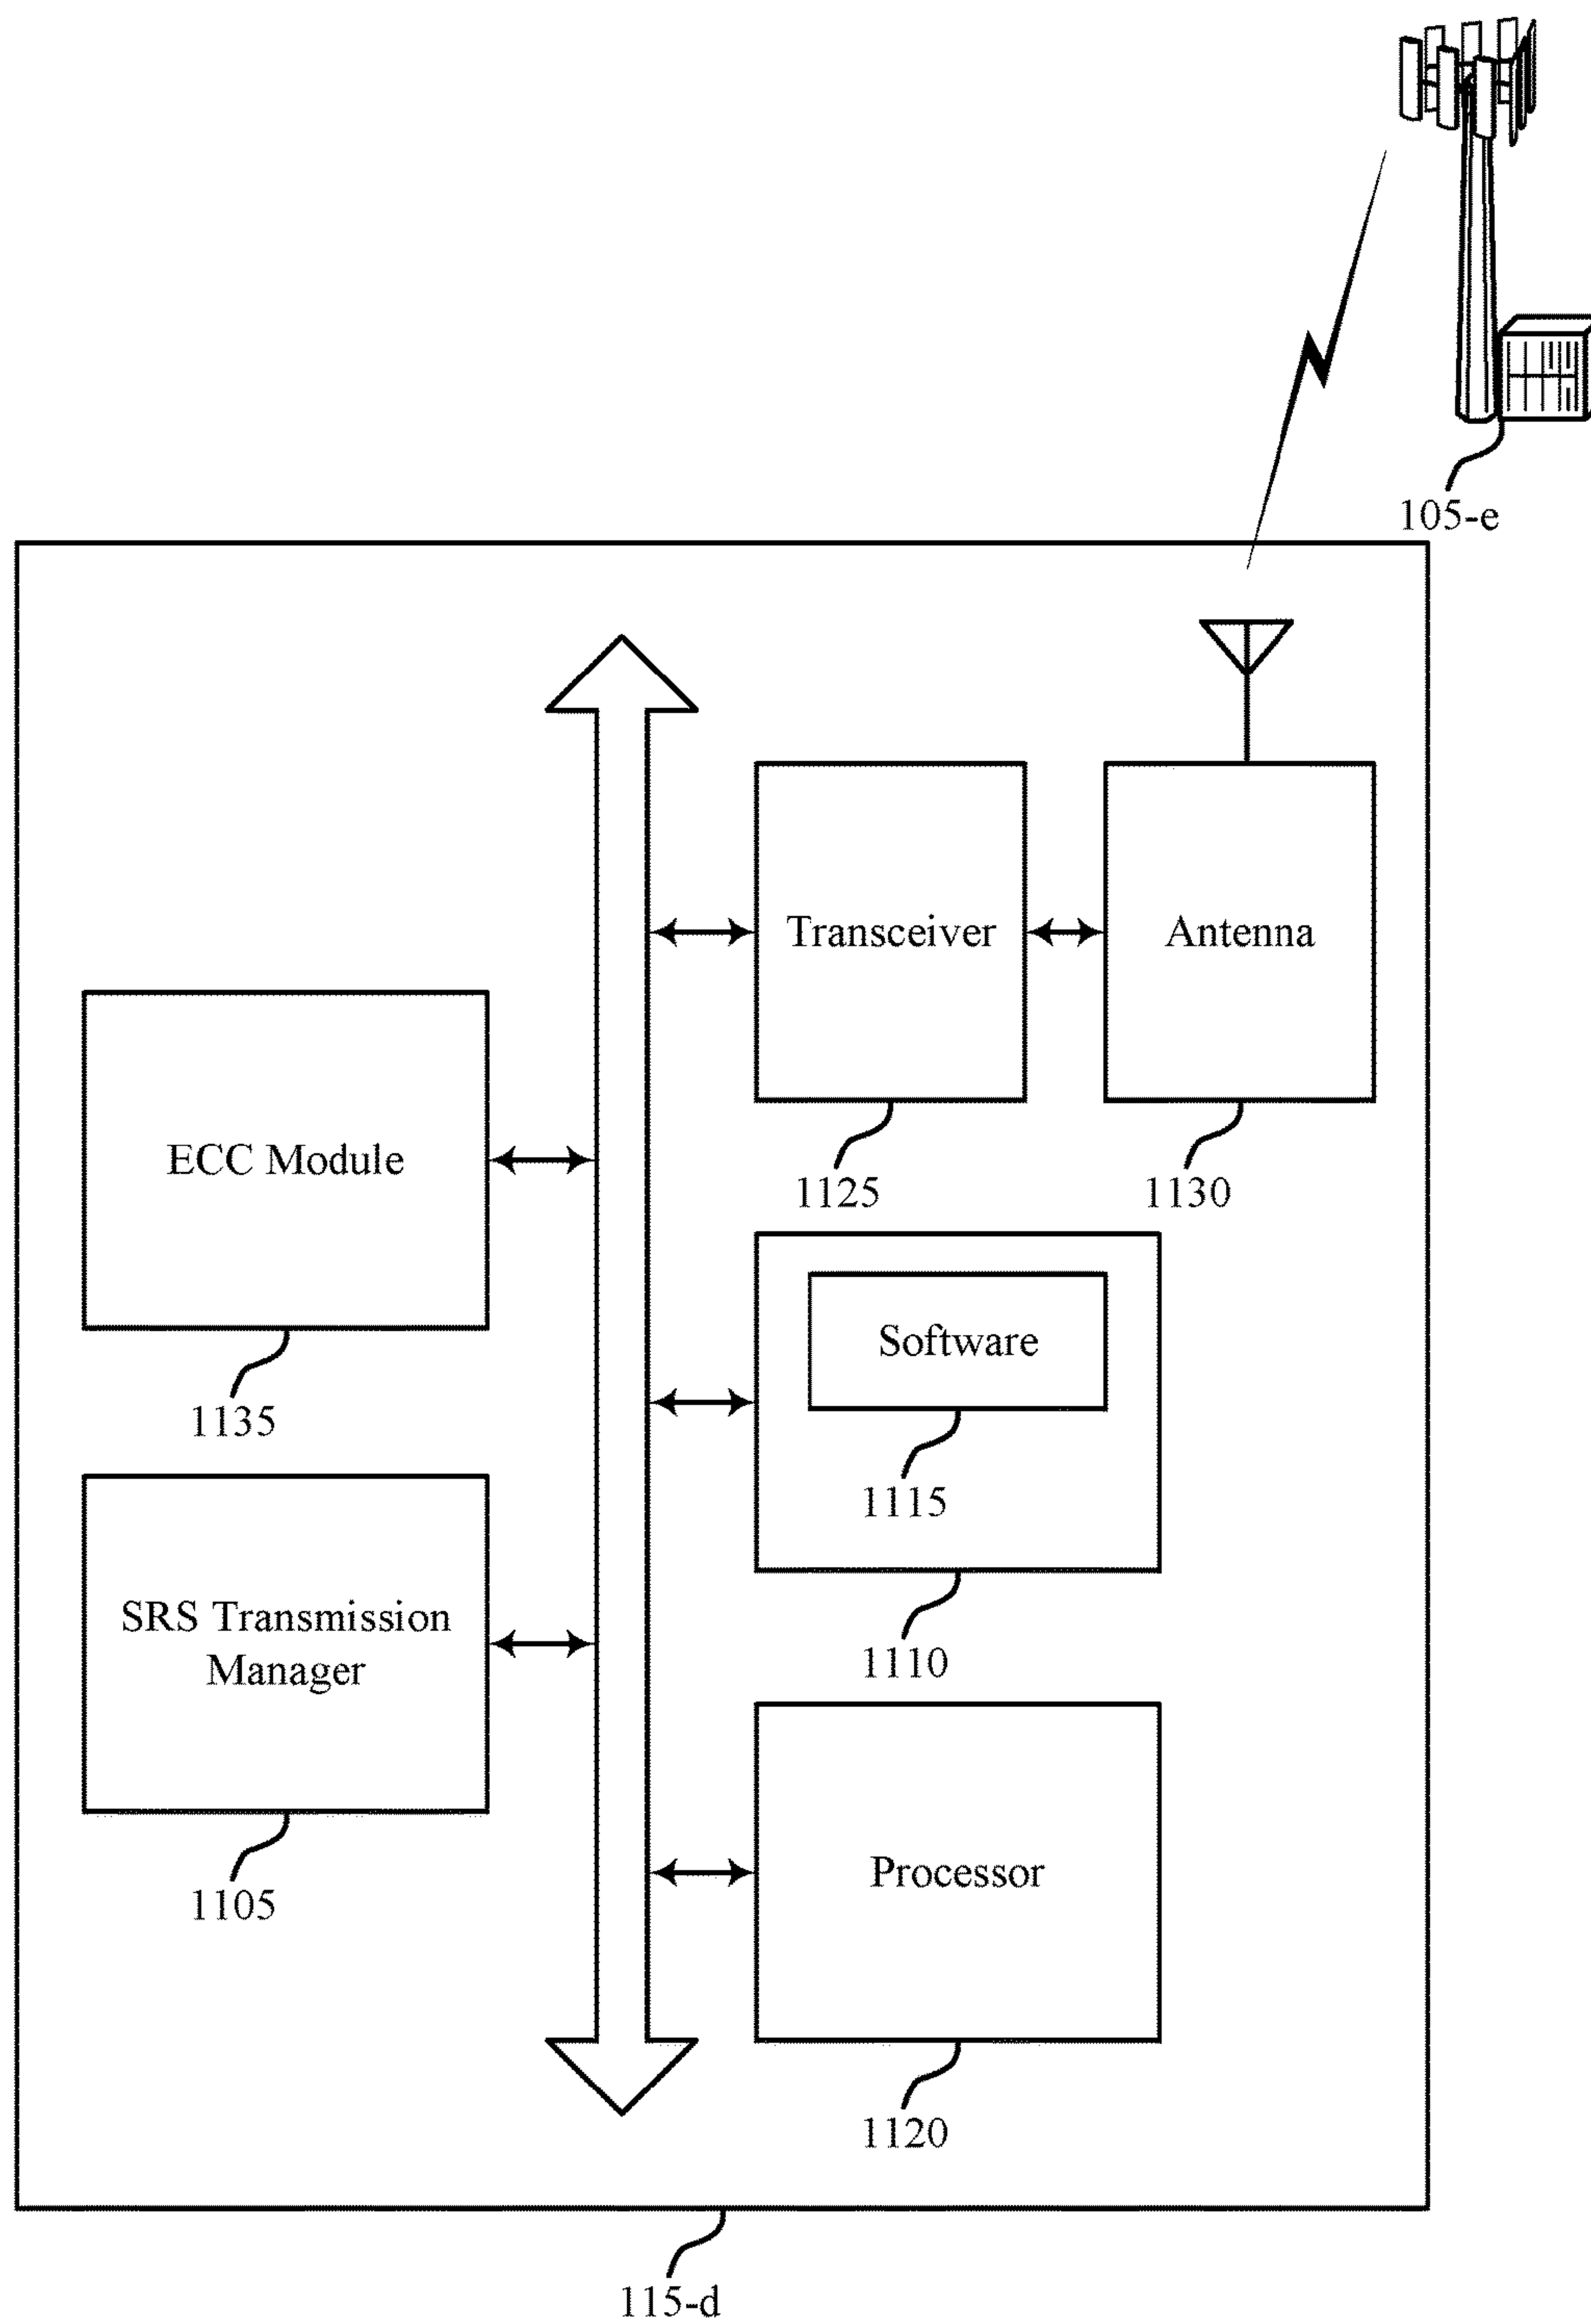 105-e
Transceiver
Antenna
1125
1130
ECC Module
1135
Software
1115
1110
SRS Transmission
Manager
1105
Processor
1120
115-d